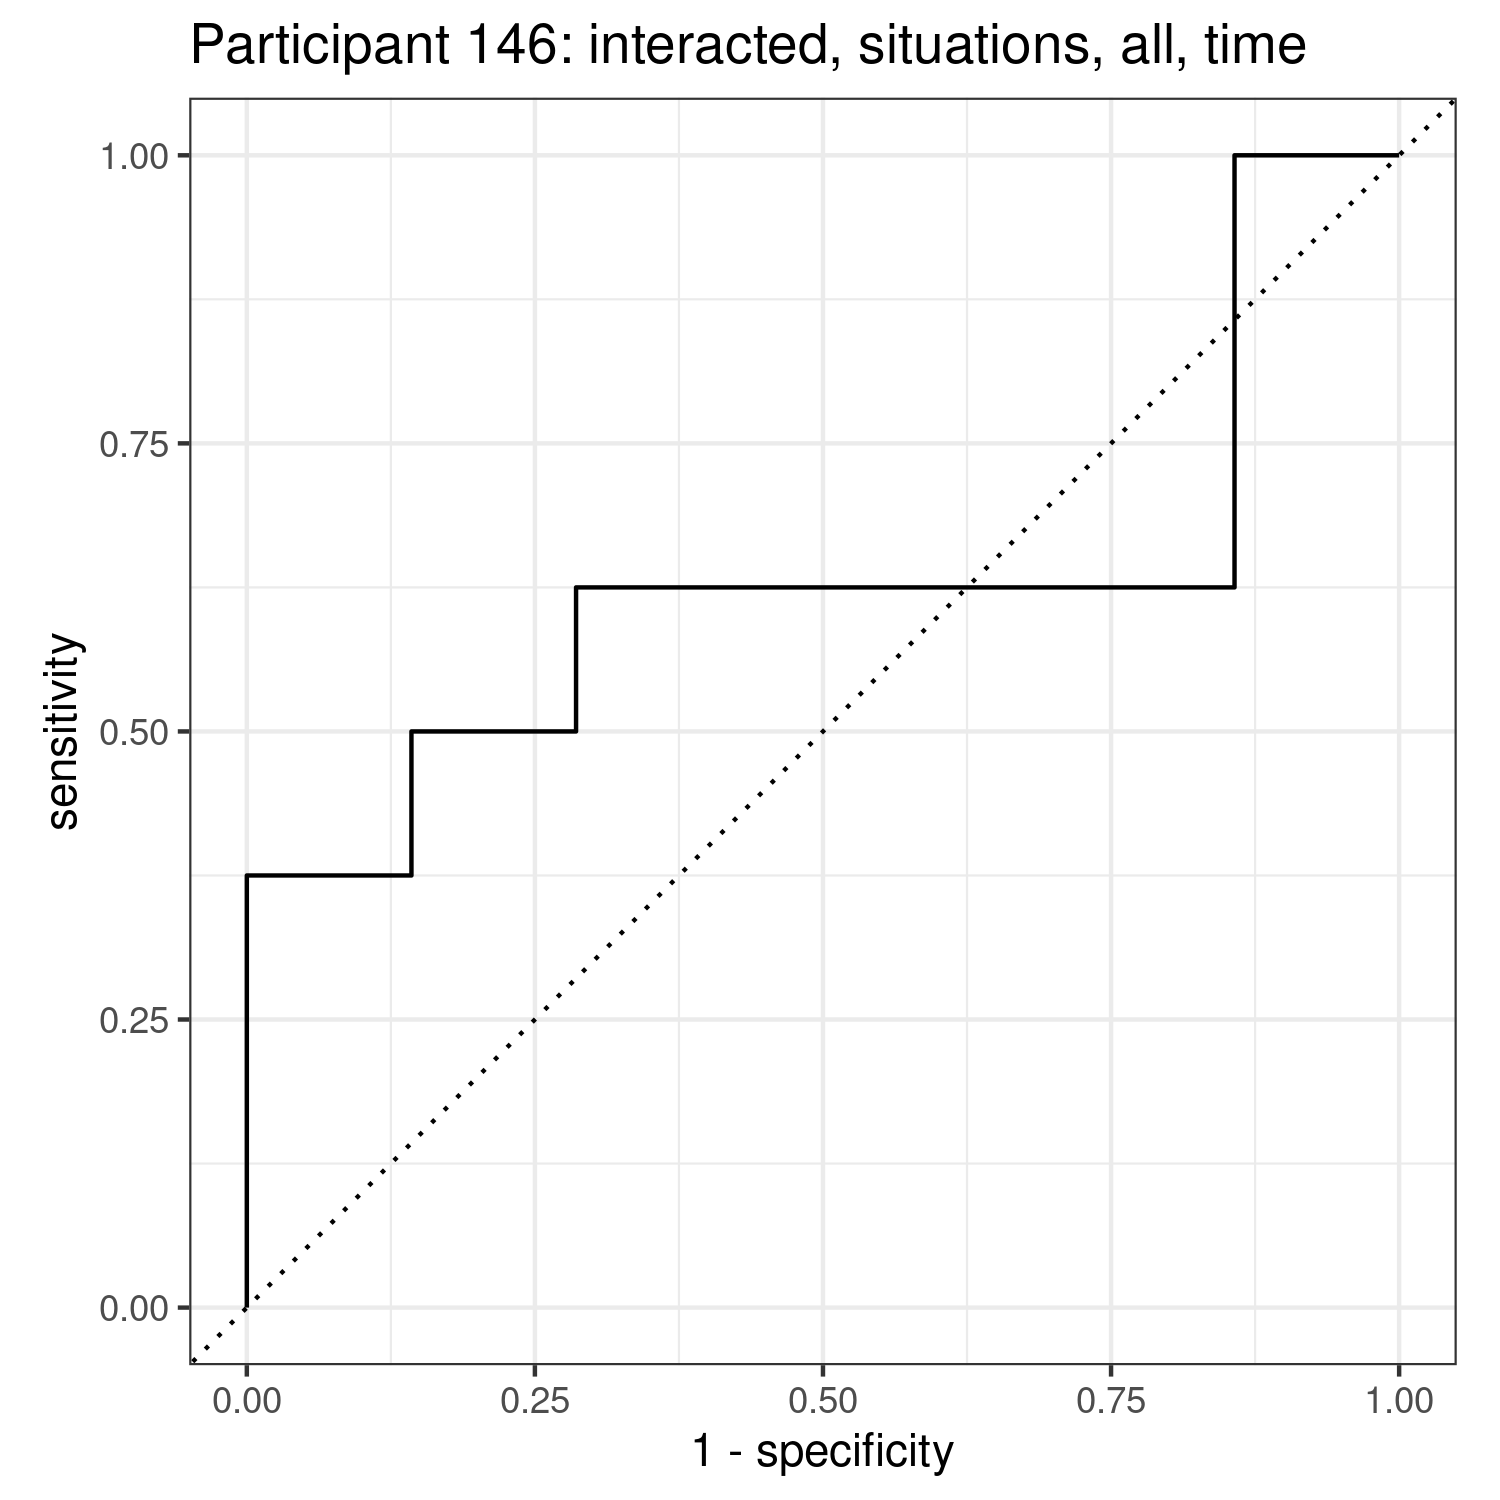 Participant 146: interacted, situations, all, time
1.00
0.75
0.50
0.25
0.00
sensitivity
0.00 0.25 0.50 0.75 1.00
1 - specificity